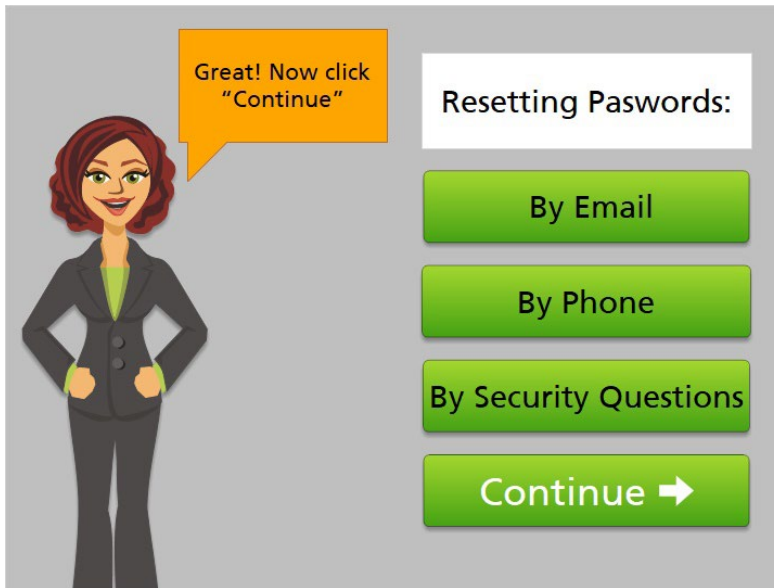 Great! Now click
“Continue”
Resetting Paswords:
By Email
By Phone
By Security Questions
Continue